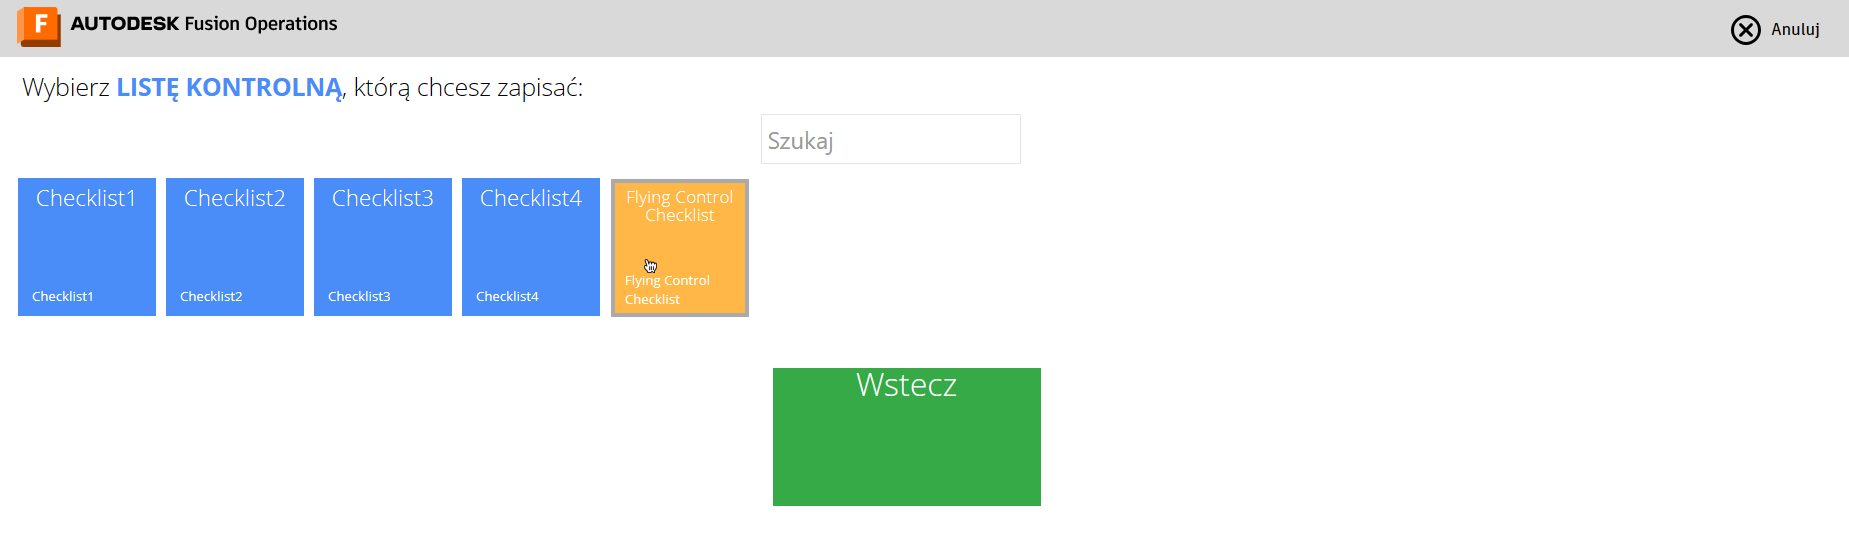 F AUTODESK Fusion Operations
Anuluj
Wybierz LISTĘ KONTROLNĄ, którą chcesz zapisać:
Szukaj
Checklist1
Checklist1
Checklist2
Checklist2
Checklist3
Checklist3
Checklist4
Checklist4
Flying Control
Checklist
Flying Control
Checklist
Wstecz